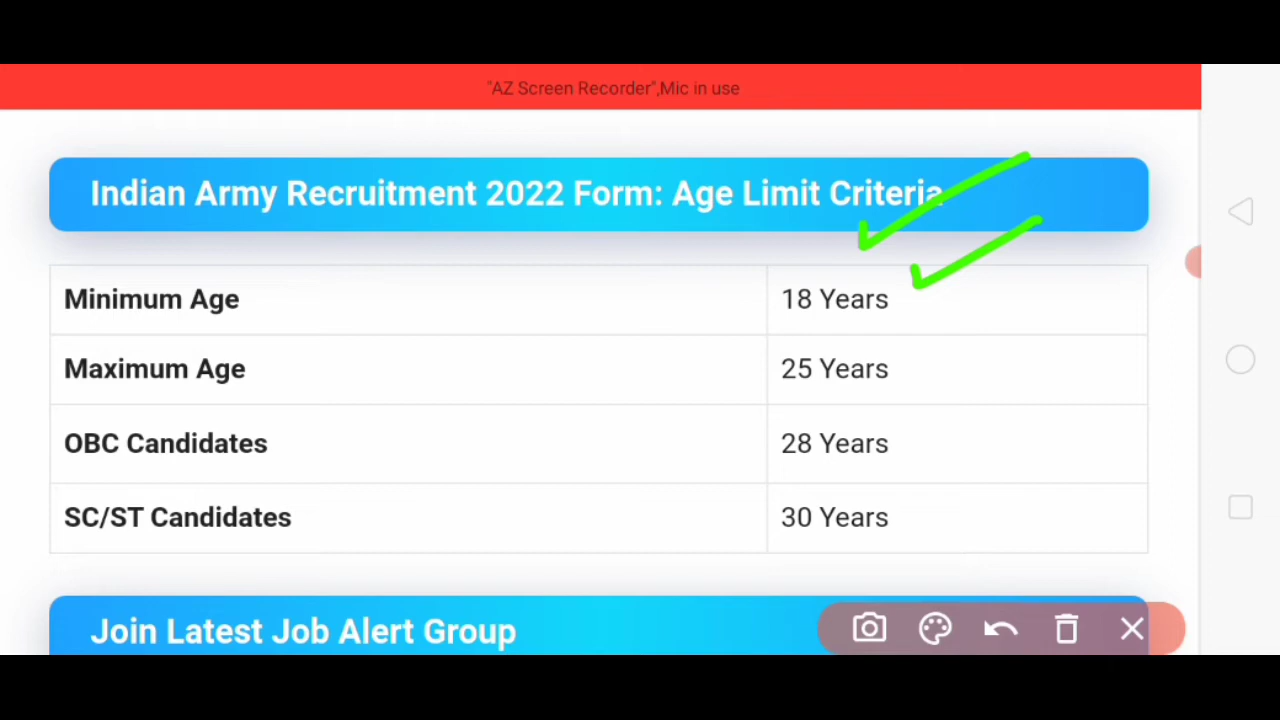 "AZ Screen Recorder",Mic in use
Indian Army Recruitment 2022 Form: Age Limit Criteria
Minimum Age 18 Years
Maximum Age 25 Years
OBC Candidates 28 Years
SC/ST Candidates 30 Years
Join Latest Job Alert Group